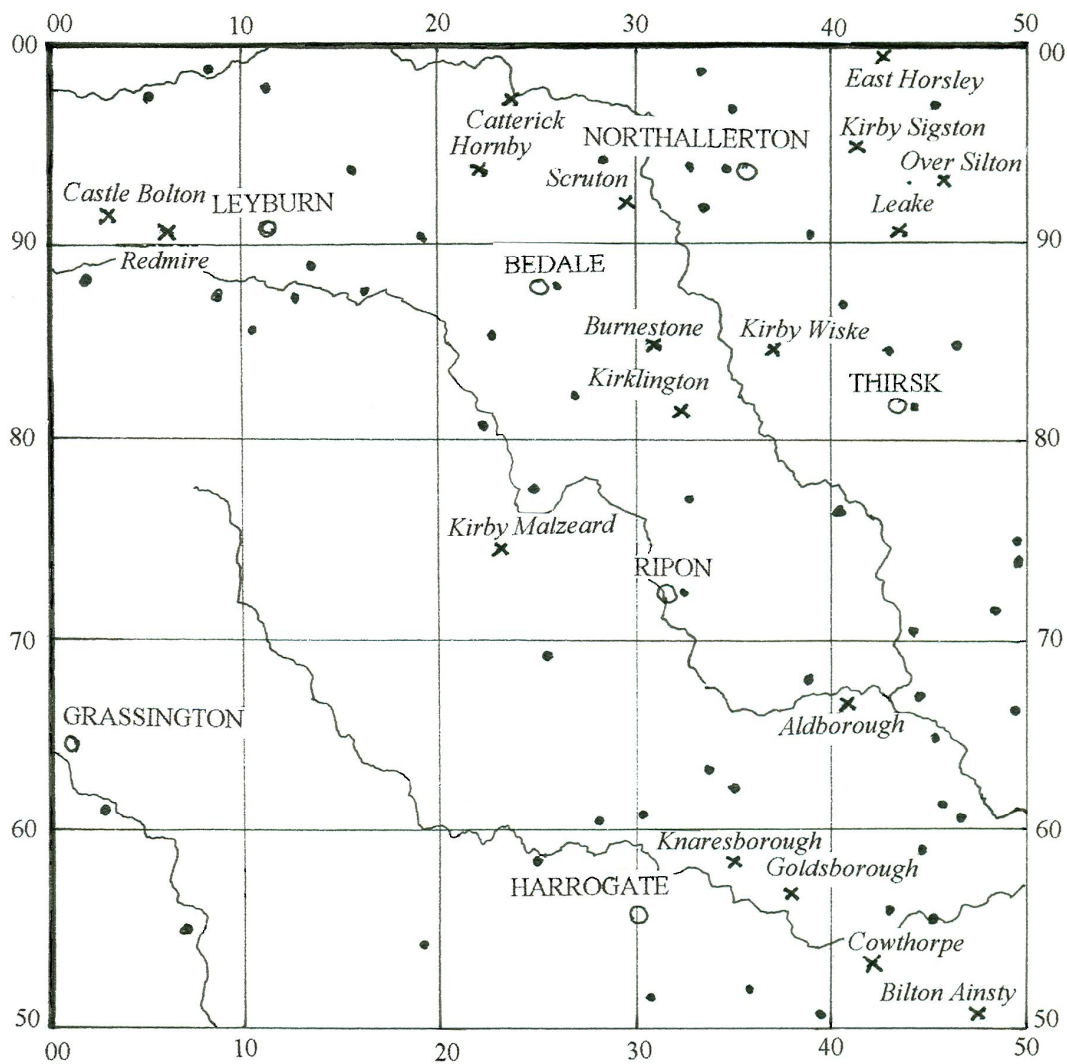 00 10 20 30 40 50
00 00
East Horsley
Catterick
Kirby Sigston
NORTHALLERTON
Hornby
Over Silton
Scruton
Castle Bolton
LEYBURN
Leake
90 90
Redmire
BEDALE
Burnestone
Kirby Wiske
Kirklington
THIRSK
80 80
Kirby Malzeard
RIPON
70 70
GRASSINGTON
Aldborough
60 60
Knaresborough
Goldsborough
HARROGATE
Cowthorpe
Bilton Ainsty
50 50
00 10 20 30 40 50